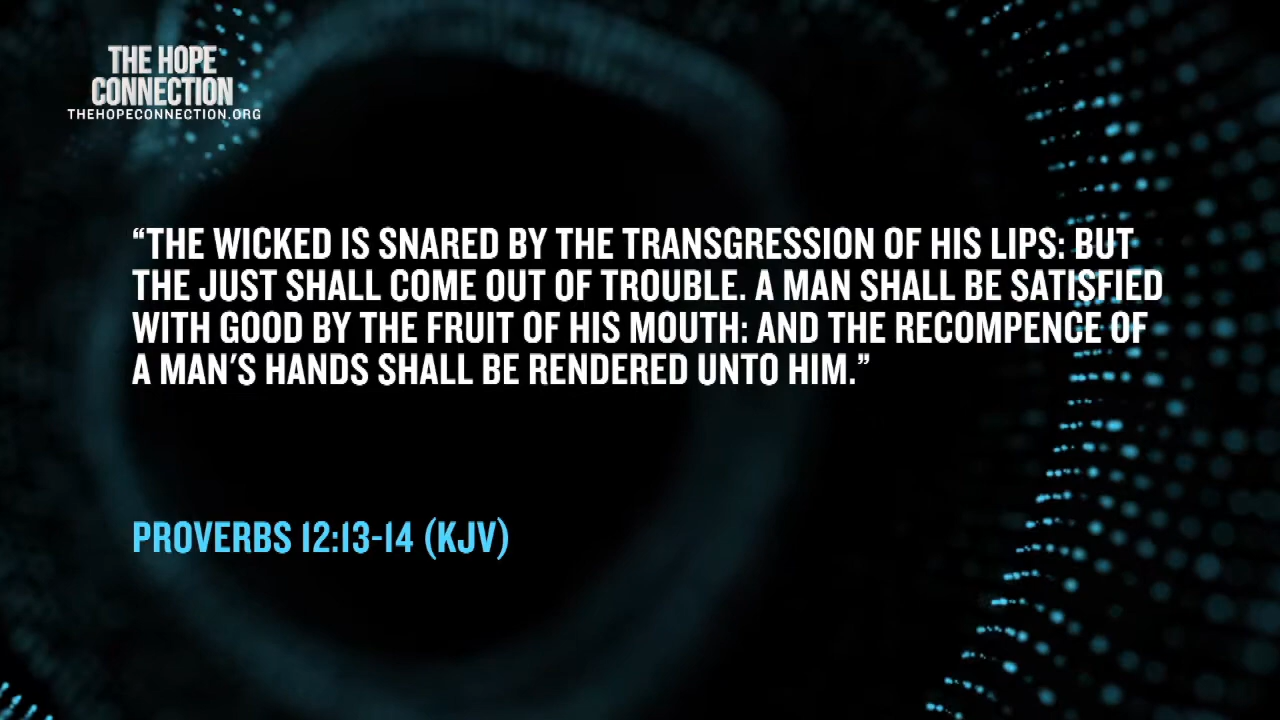 THE HOPE
CONNECTION
THEHOPECONNECTION.ORG
“THE WICKED IS SNARED BY THE TRANSGRESSION OF HIS LIPS: BUT
THE JUST SHALL COME OUT OF TROUBLE. A MAN SHALL BE SATISFIED
WITH GOOD BY THE FRUIT OF HIS MOUTH: AND THE RECOMPENCE OF
A MAN’S HANDS SHALL BE RENDERED UNTO HIM.”
PROVERBS 12:13-14 (KJV)